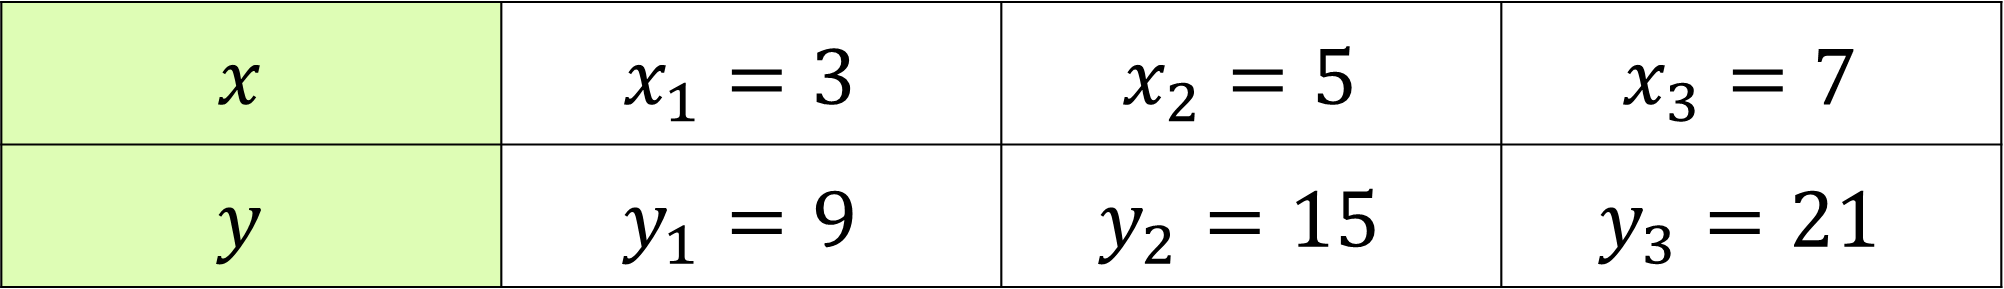 x x₁ = 3 x₂ = 5 x₃ = 7
y y₁ = 9 y₂ = 15 y₃ = 21